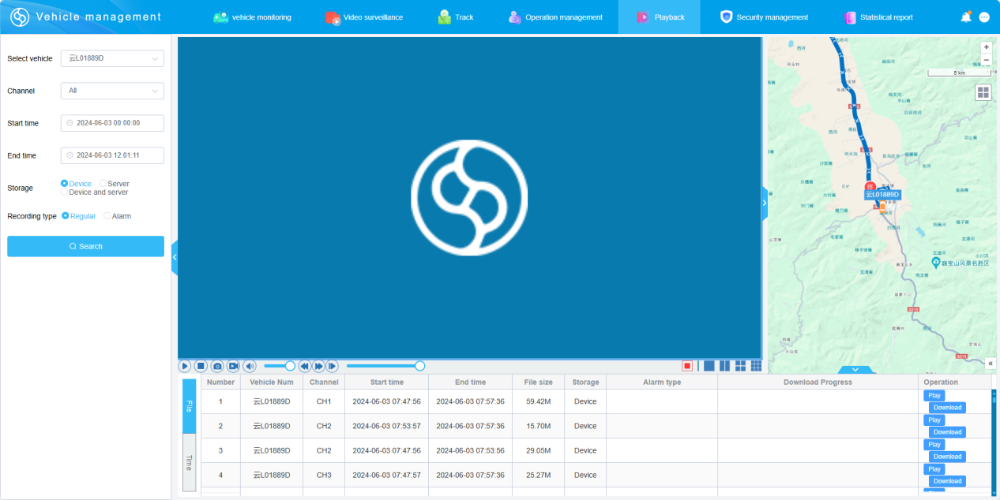 Vehicle management
vehicle monitoring
Video surveillance
Track
Operation management
Playback
Security management
Statistical report
Select vehicle
云L01889D
Channel
All
Start time
2024-06-03 00:00:00
End time
2024-06-03 12:01:11
Storage
Device
Server
Device and server
Recording type
Regular
Alarm
Search
+
−
5 km
终
云L01889D
巍宝山风景名胜区
G215
«
File
Time
Number Vehicle Num Channel Start time End time File size Storage Alarm type Download Progress Operation
1 云L01889D CH1 2024-06-03 07:47:56 2024-06-03 07:57:36 59.42M Device Play
Download
2 云L01889D CH2 2024-06-03 07:53:57 2024-06-03 07:57:36 15.70M Device Play
Download
3 云L01889D CH2 2024-06-03 07:47:56 2024-06-03 07:53:56 29.05M Device Play
Download
4 云L01889D CH3 2024-06-03 07:47:57 2024-06-03 07:57:36 25.27M Device Play
Download